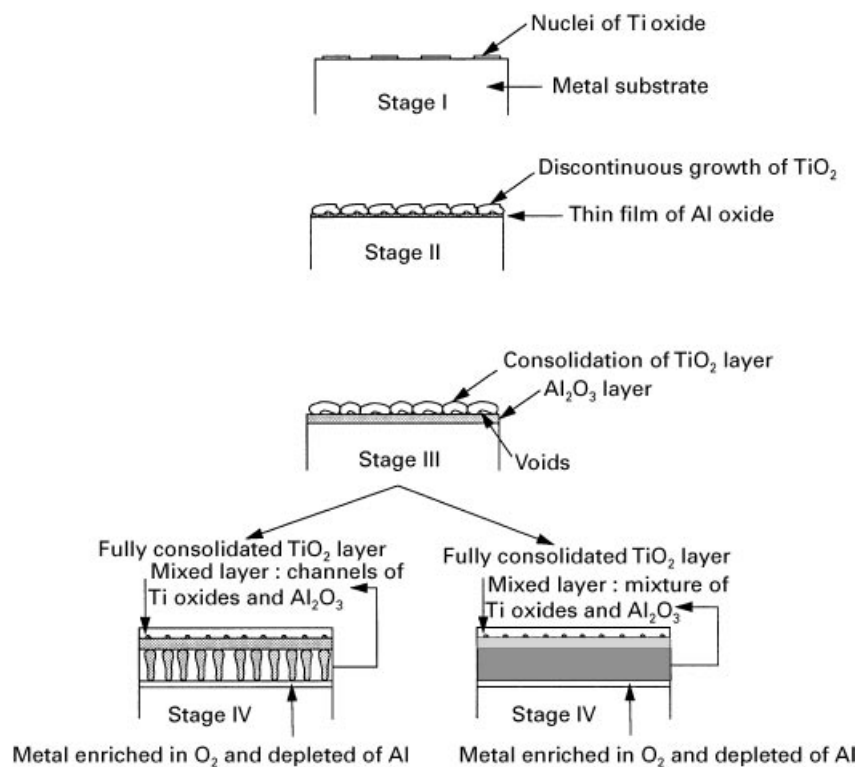 Nuclei of Ti oxide
Metal substrate
Stage I
Discontinuous growth of TiO₂
Thin film of Al oxide
Stage II
Consolidation of TiO₂ layer
Al₂O₃ layer
Stage III
Voids
Fully consolidated TiO₂ layer
Mixed layer : channels of
Ti oxides and Al₂O₃
Stage IV
Metal enriched in O₂ and depleted of Al
Fully consolidated TiO₂ layer
Mixed layer : mixture of
Ti oxides and Al₂O₃
Stage IV
Metal enriched in O₂ and depleted of Al